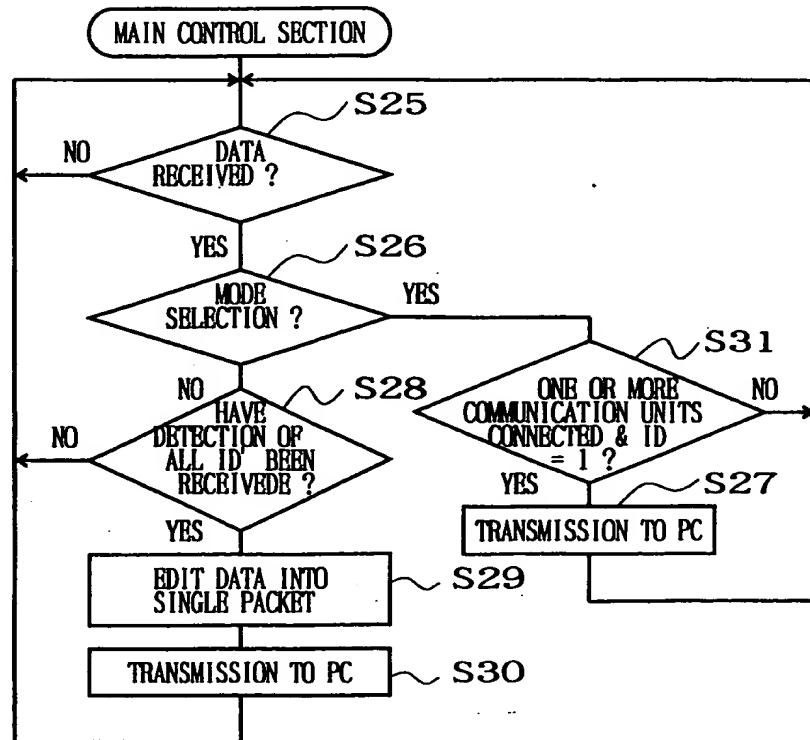 MAIN CONTROL SECTION
S25
NO
DATA
RECEIVED ?
YES
S26
MODE
SELECTION ?
YES
S31
NO
S28
ONE OR MORE
COMMUNICATION UNITS
CONNECTED & ID
= 1 ?
NO
HAVE
DETECTION OF
ALL ID BEEN
RECEIVEDE ?
NO
YES
S27
TRANSMISSION TO PC
YES
EDIT DATA INTO
SINGLE PACKET
S29
TRANSMISSION TO PC
S30